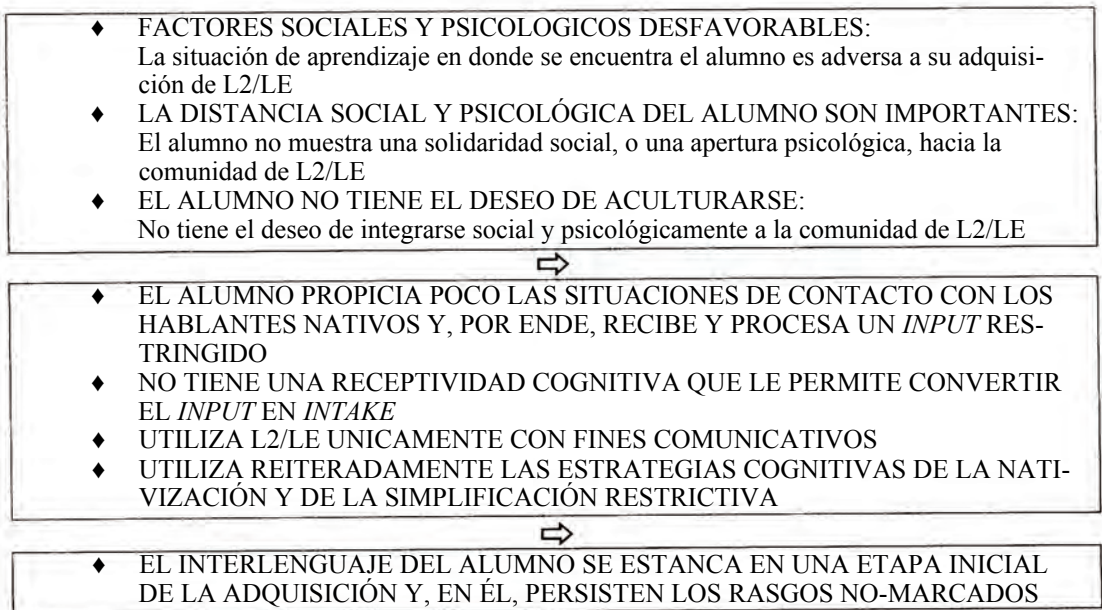 ♦ FACTORES SOCIALES Y PSICOLOGICOS DESFAVORABLES:
La situación de aprendizaje en donde se encuentra el alumno es adversa a su adquisi-
ción de L2/LE
♦ LA DISTANCIA SOCIAL Y PSICOLÓGICA DEL ALUMNO SON IMPORTANTES:
El alumno no muestra una solidaridad social, o una apertura psicológica, hacia la
comunidad de L2/LE
♦ EL ALUMNO NO TIENE EL DESEO DE ACULTURARSE:
No tiene el deseo de integrarse social y psicológicamente a la comunidad de L2/LE
⇨
♦ EL ALUMNO PROPICIA POCO LAS SITUACIONES DE CONTACTO CON LOS
HABLANTES NATIVOS Y, POR ENDE, RECIBE Y PROCESA UN INPUT RES-
TRINGIDO
♦ NO TIENE UNA RECEPTIVIDAD COGNITIVA QUE LE PERMITE CONVERTIR
EL INPUT EN INTAKE
♦ UTILIZA L2/LE UNICAMENTE CON FINES COMUNICATIVOS
♦ UTILIZA REITERADAMENTE LAS ESTRATEGIAS COGNITIVAS DE LA NATI-
VIZACIÓN Y DE LA SIMPLIFICACIÓN RESTRICTIVA
⇨
♦ EL INTERLENGUAJE DEL ALUMNO SE ESTANCA EN UNA ETAPA INICIAL
DE LA ADQUISICIÓN Y, EN ÉL, PERSISTEN LOS RASGOS NO-MARCADOS